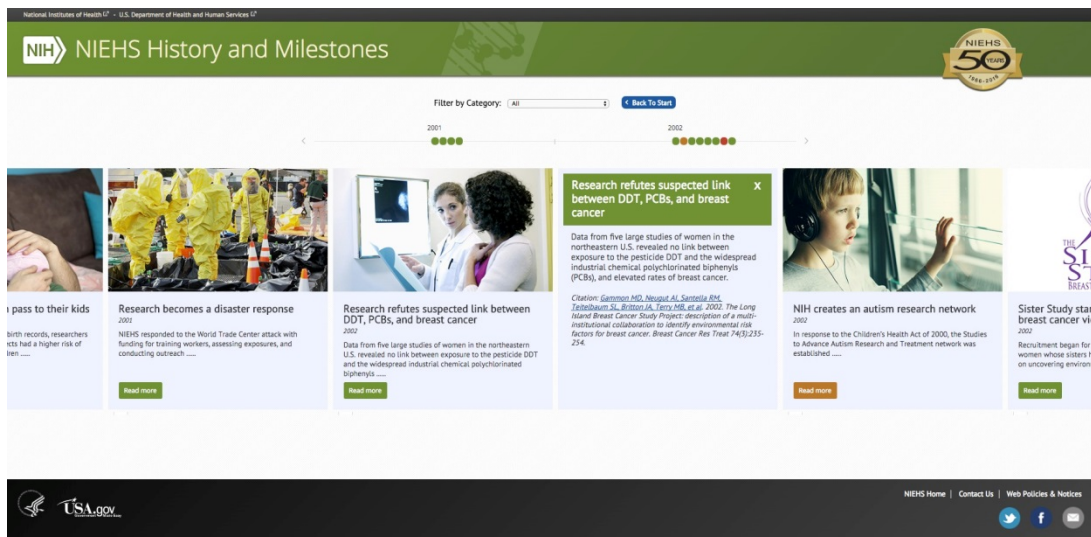 National Institutes of Health • U.S. Department of Health and Human Services
NIH NIEHS History and Milestones
NIEHS
50 YEARS
1966-2016
Filter by Category: All < Back To Start
2001 2002
n pass to their kids
birth records, researchers
ects had a higher risk of
dren .....
Research becomes a disaster response
2001
NIEHS responded to the World Trade Center attack with
funding for training workers, assessing exposures, and
conducting outreach .....
Read more
Research refutes suspected link between
DDT, PCBs, and breast cancer
2002
Data from five large studies of women in the northeastern
U.S. revealed no link between exposure to the pesticide DDT
and the widespread industrial chemical polychlorinated
biphenyls .....
Read more
Research refutes suspected link X
between DDT, PCBs, and breast
cancer
Data from five large studies of women in the
northeastern U.S. revealed no link between
exposure to the pesticide DDT and the widespread
industrial chemical polychlorinated biphenyls
(PCBs), and elevated rates of breast cancer.
Citation: Gammon MD, Neugut AI, Santella RM,
Teitelbaum SL, Britton JA, Terry MB, et al. 2002. The Long
Island Breast Cancer Study Project: description of a multi-
institutional collaboration to identify environmental risk
factors for breast cancer. Breast Cancer Res Treat 74(3):235-
254.
NIH creates an autism research network
2002
In response to the Children's Health Act of 2000, the Studies
to Advance Autism Research and Treatment network was
established .....
Read more
THE
SI
S
BREAST
Sister Study star
breast cancer vi
2002
Recruitment began for
women whose sisters h
on uncovering environ
Read more
USA.gov
NIEHS Home | Contact Us | Web Policies & Notices